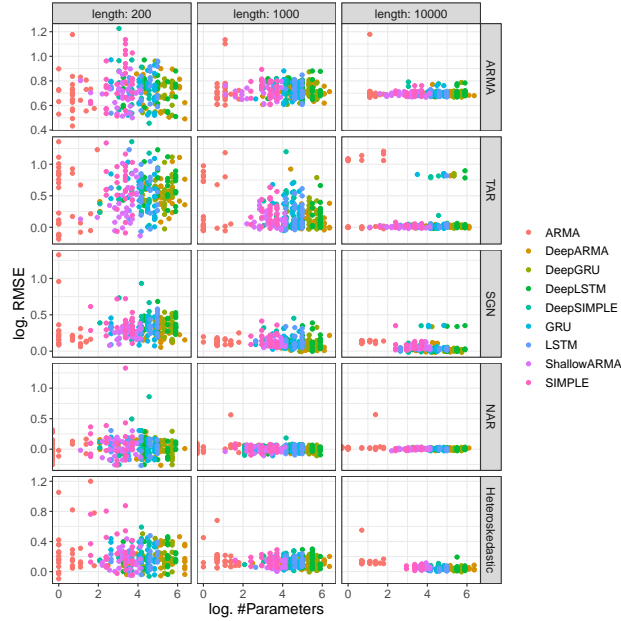 length: 200 length: 1000 length: 10000
1.2
1.0
0.8
0.6
0.4
ARMA
1.0
0.5
0.0
TAR
1.0
0.5
0.0
SGN
1.0
0.5
0.0
NAR
1.2
0.8
0.4
0.0
Heteroskedastic
0 2 4 6 0 2 4 6 0 2 4 6
log. #Parameters
log. RMSE
ARMA
DeepARMA
DeepGRU
DeepLSTM
DeepSIMPLE
GRU
LSTM
ShallowARMA
SIMPLE